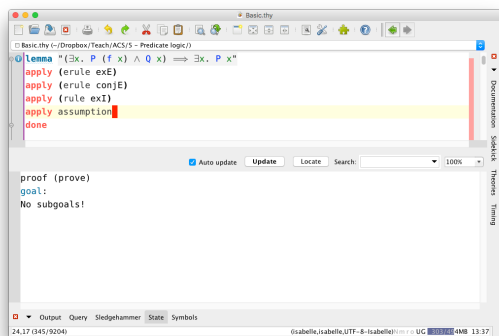 Basic.thy
Basic.thy (~/Dropbox/Teach/ACS/5 - Predicate logic/)
lemma "(∃x. P (f x) ∧ Q x) ⟹ ∃x. P x"
apply (erule exE)
apply (erule conjE)
apply (rule exI)
apply assumption
done
Documentation
Sidekick
Theories
Timing
Auto update Update Locate Search: 100%
proof (prove)
goal:
No subgoals!
Output Query Sledgehammer State Symbols
24,17 (345/9204) (isabelle,isabelle,UTF-8-Isabelle) UG 13:37